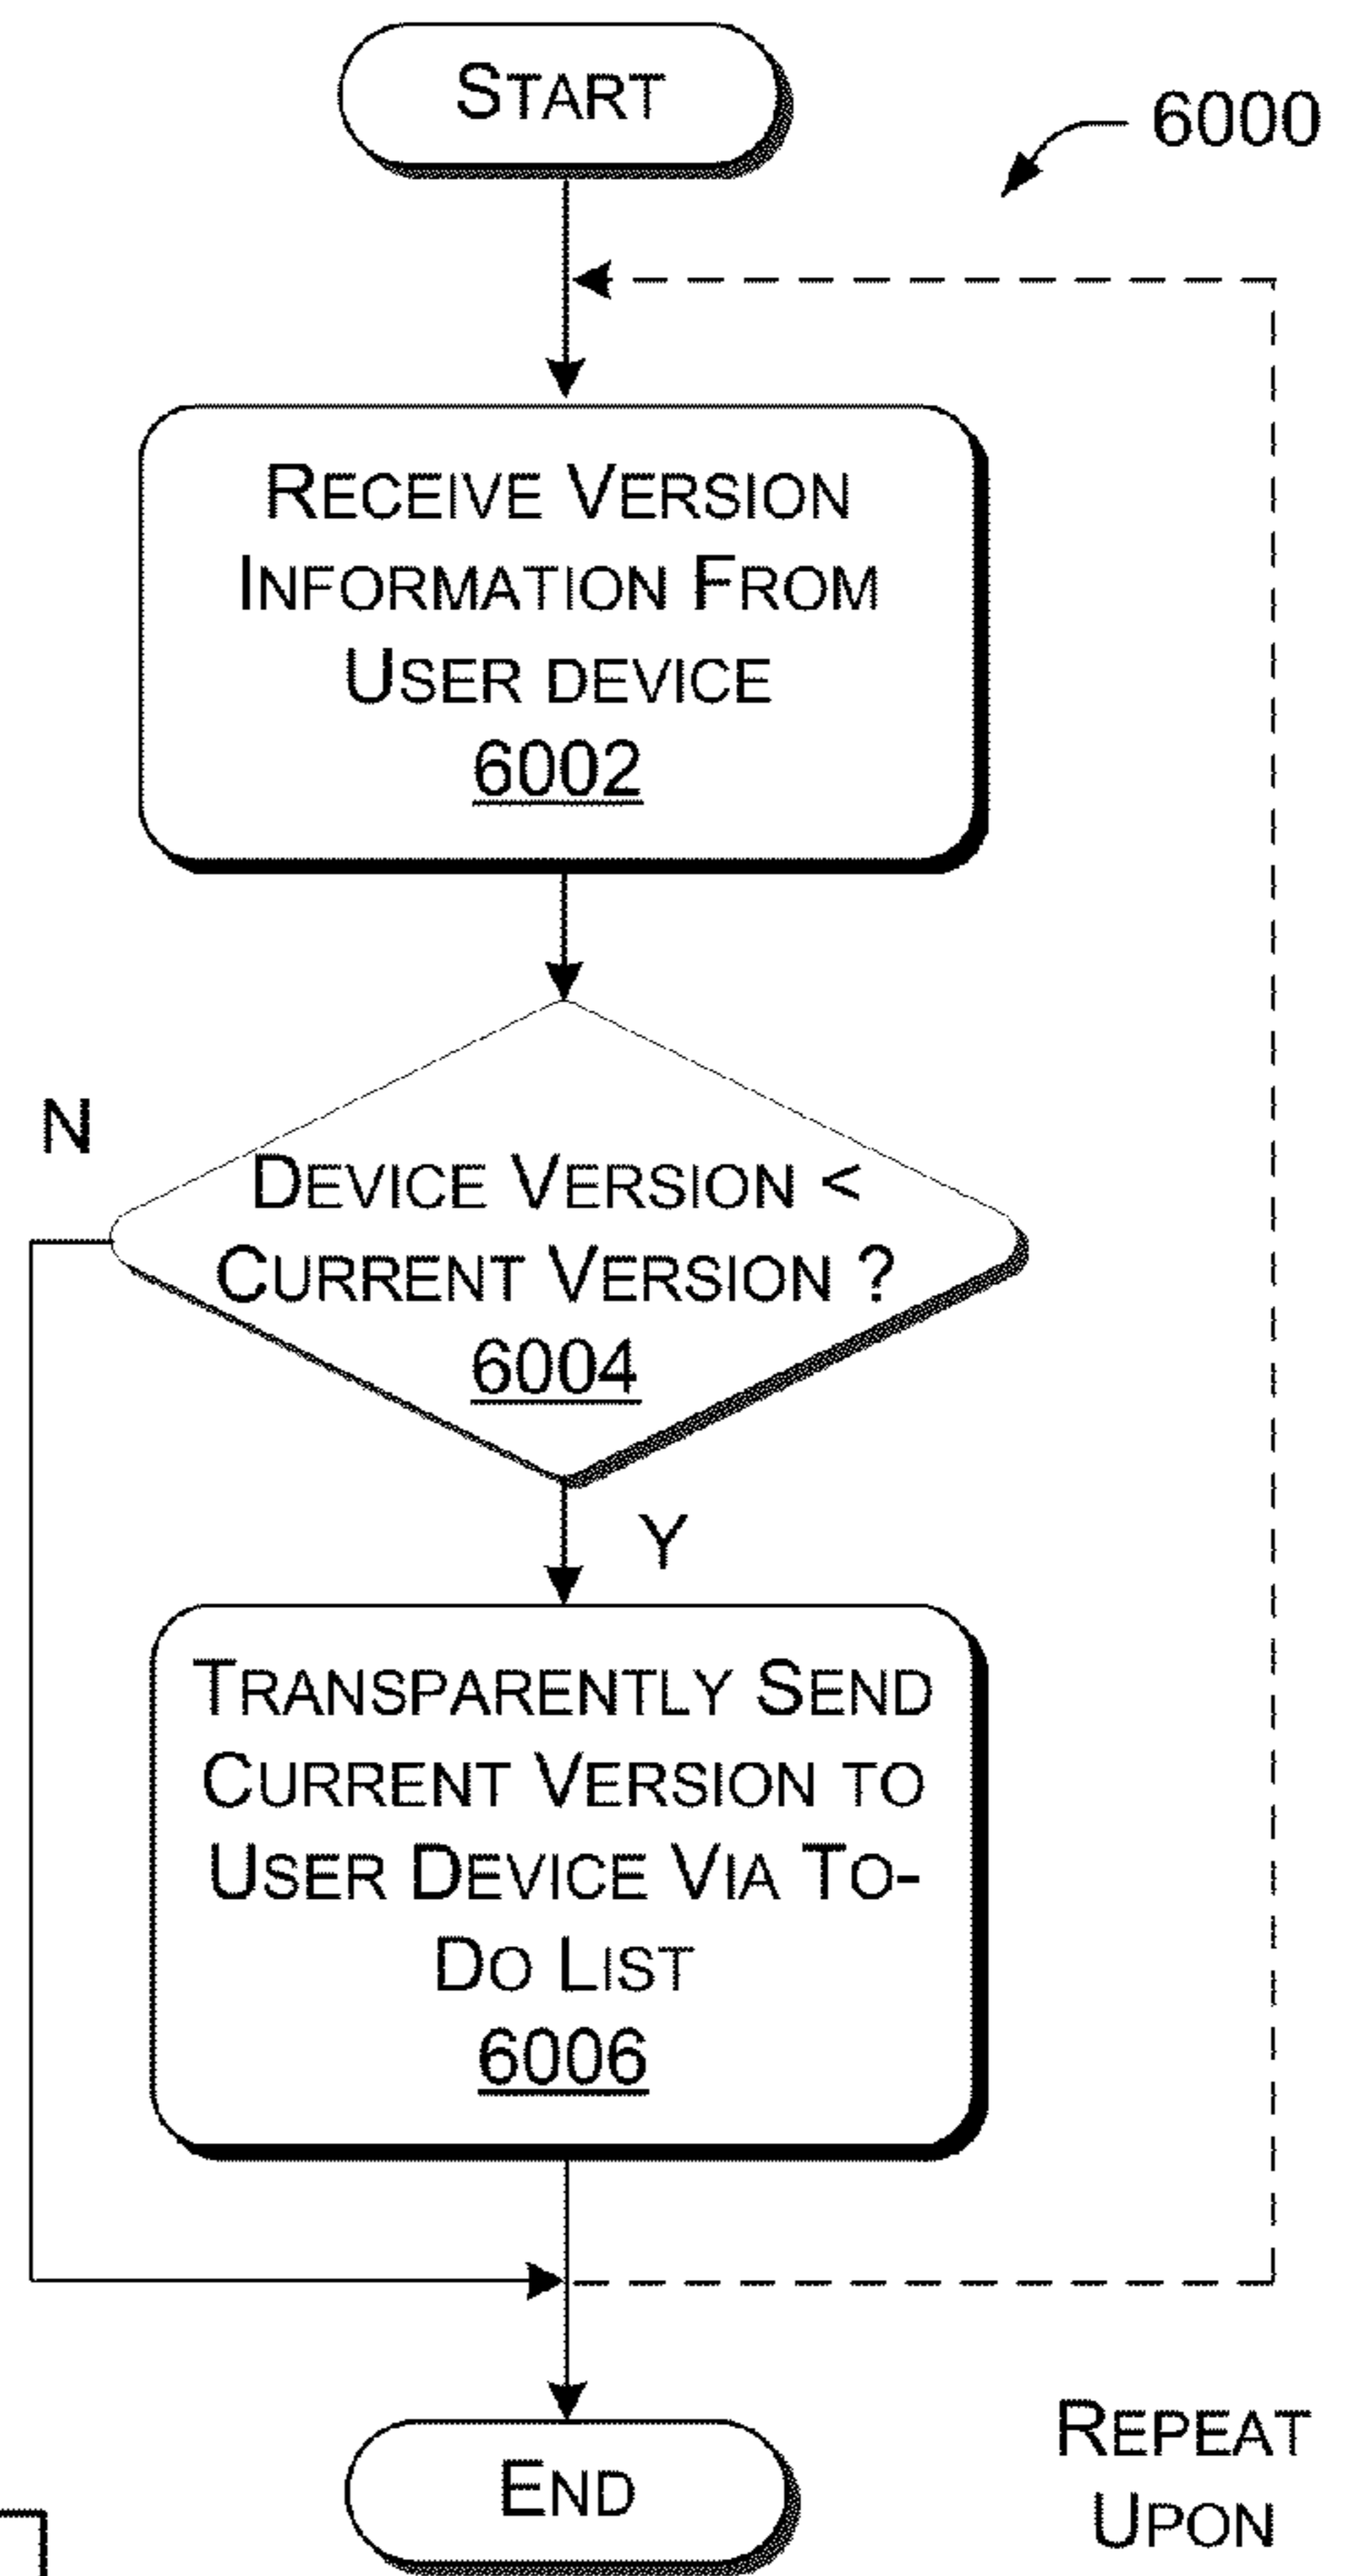 START
6000
RECEIVE VERSION
INFORMATION FROM
USER DEVICE
6002
N
DEVICE VERSION <
CURRENT VERSION ?
6004
Y
TRANSPARENTLY SEND
CURRENT VERSION TO
USER DEVICE VIA TO-
DO LIST
6006
END
REPEAT
UPON